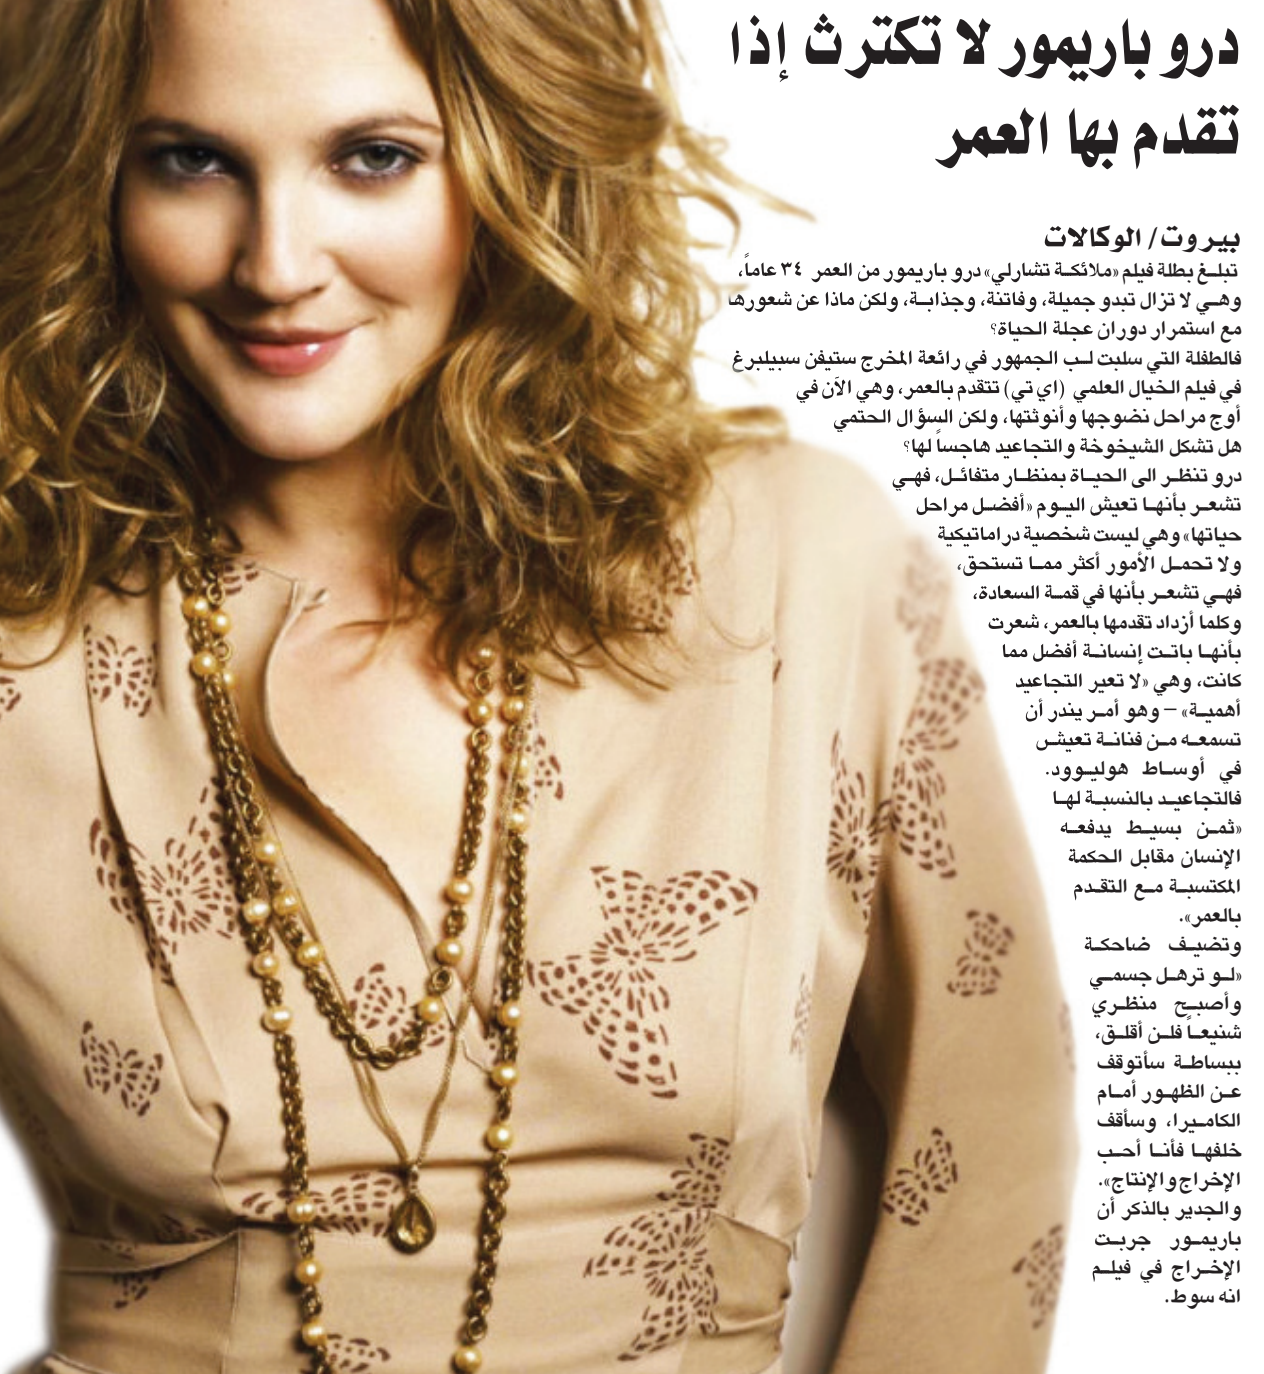 درو باريمور لا تكترث إذا
تقدم بها العمر
بيروت/ الوكالات
تبلغ بطلة فيلم «ملائكة تشارلي» درو باريمور من العمر ٣٤ عاماً،
وهي لا تزال تبدو جميلة، وفاتنة، وجذابة، ولكن ماذا عن شعورها
مع استمرار دوران عجلة الحياة؟
فالطفلة التي سلبت لب الجمهور في رائعة المخرج ستيفن سبيلبرغ
في فيلم الخيال العلمي (اي تي) تتقدم بالعمر، وهي الآن في
أوج مراحل نضوجها وأنوثتها، ولكن السؤال الحتمي
هل تشكل الشيخوخة والتجاعيد هاجساً لها؟
درو تنظر الى الحياة بمنظار متفائل، فهي
تشعر بأنها تعيش اليوم «أفضل مراحل
حياتها» وهي ليست شخصية دراماتيكية
ولا تحمل الأمور أكثر مما تستحق،
فهي تشعر بأنها في قمة السعادة،
وكلما أزداد تقدمها بالعمر، شعرت
بأنها باتت إنسانة أفضل مما
كانت، وهي «لا تعير التجاعيد
أهمية» – وهو أمر يندر أن
تسمعه من فنانة تعيش
في أوساط هوليوود.
فالتجاعيد بالنسبة لها
«ثمن بسيط يدفعه
الإنسان مقابل الحكمة
المكتسبة مع التقدم
بالعمر».
وتضيف ضاحكة
«لو ترهل جسمي
وأصبح منظري
شنيعاً فلن أقلق،
ببساطة سأتوقف
عن الظهور أمام
الكاميرا، وسأقف
خلفها فأنا أحب
الإخراج والإنتاج».
والجدير بالذكر أن
باريمور جربت
الإخراج في فيلم
انه سوط.